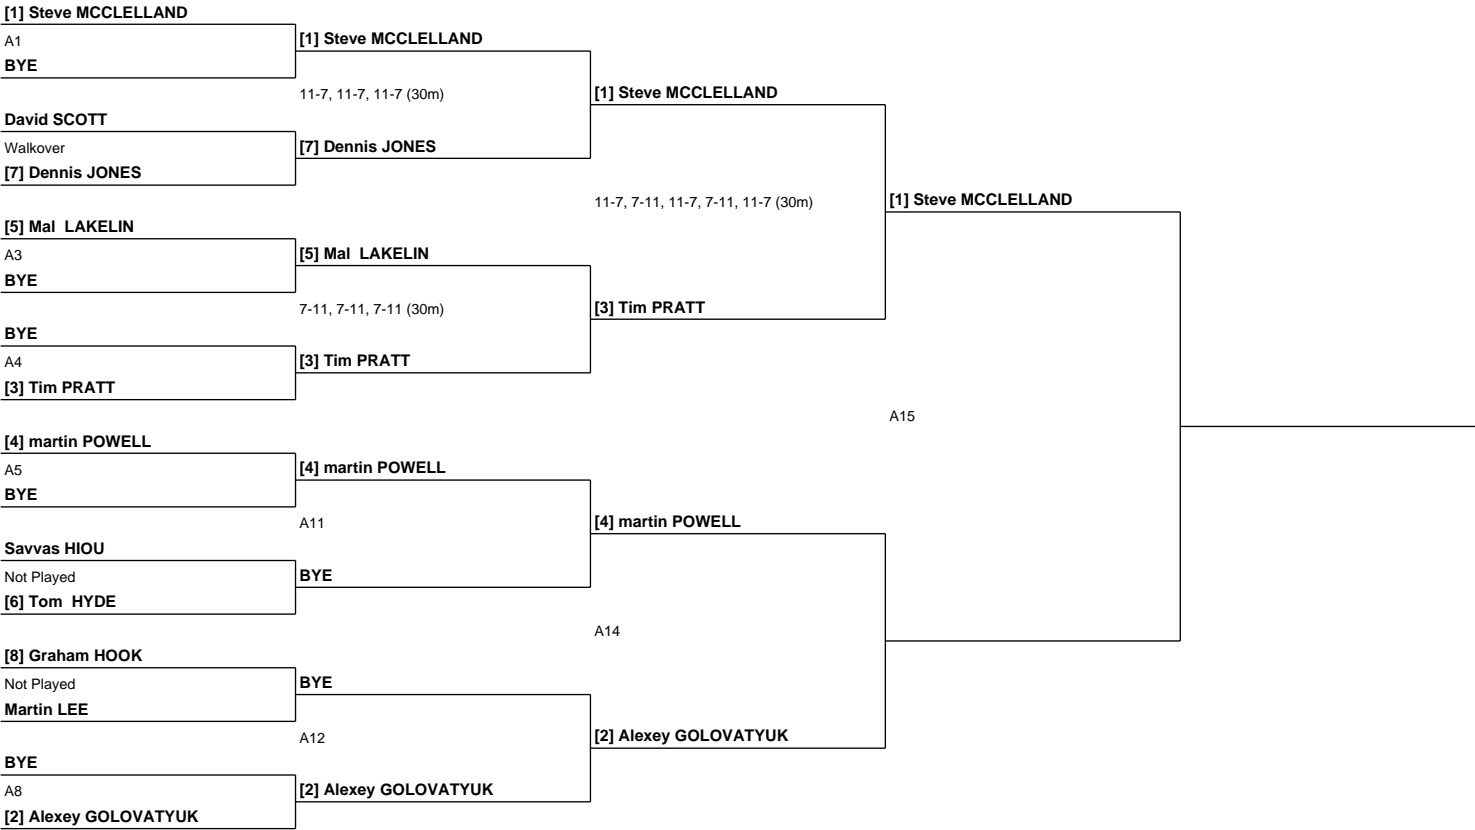 [1] Steve MCCLELLAND
A1
BYE
David SCOTT
Walkover
[7] Dennis JONES
[5] Mal  LAKELIN
A3
BYE
BYE
A4
[3] Tim PRATT
[4] martin POWELL
A5
BYE
Savvas HIOU
Not Played
[6] Tom  HYDE
[8] Graham HOOK
Not Played
Martin LEE
BYE
A8
[2] Alexey GOLOVATYUK
[1] Steve MCCLELLAND
11-7, 11-7, 11-7 (30m)
[7] Dennis JONES
[5] Mal  LAKELIN
7-11, 7-11, 7-11 (30m)
[3] Tim PRATT
[4] martin POWELL
A11
BYE
BYE
A12
[2] Alexey GOLOVATYUK
[1] Steve MCCLELLAND
11-7, 7-11, 11-7, 7-11, 11-7 (30m)
[3] Tim PRATT
[4] martin POWELL
A14
[2] Alexey GOLOVATYUK
[1] Steve MCCLELLAND
A15